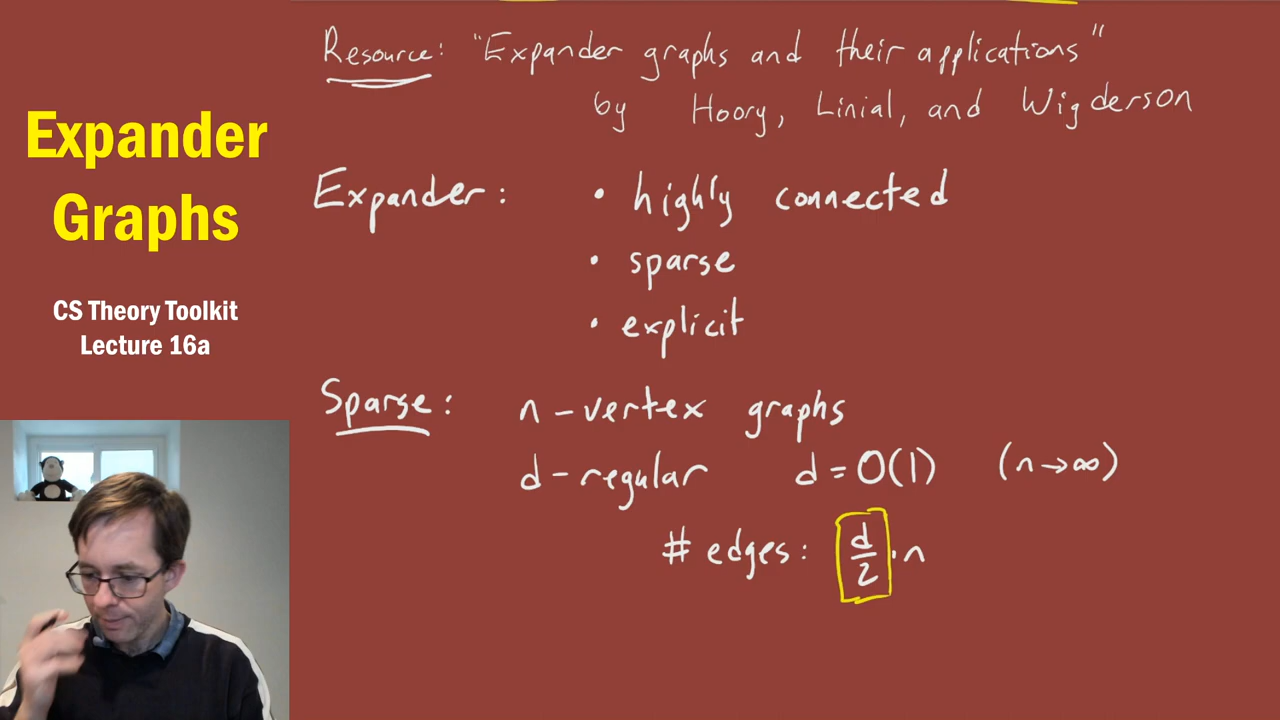 Expander
Graphs
CS Theory Toolkit
Lecture 16a
Resource: "Expander graphs and their applications"
by Hoory, Linial, and Wigderson
Expander: • highly connected
• sparse
• explicit
Sparse: n-vertex graphs
d-regular d = O(1) (n→∞)
# edges: d/2 · n